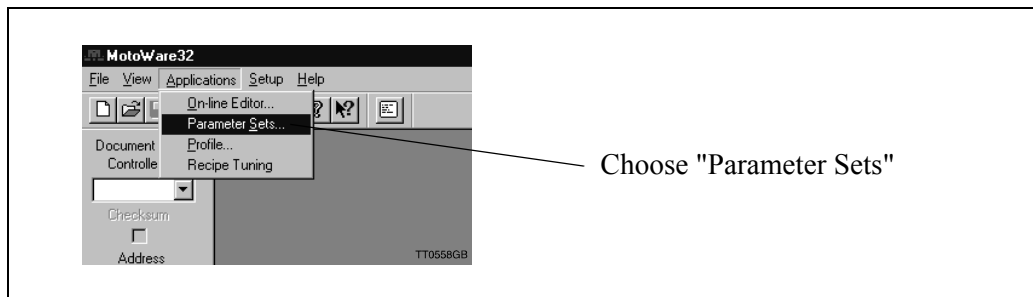 MotoWare32
File View Applications Setup Help
On-line Editor...
Parameter Sets...
Profile...
Recipe Tuning
Document
Controlle
Checksum
Address
TT0558GB
Choose "Parameter Sets"